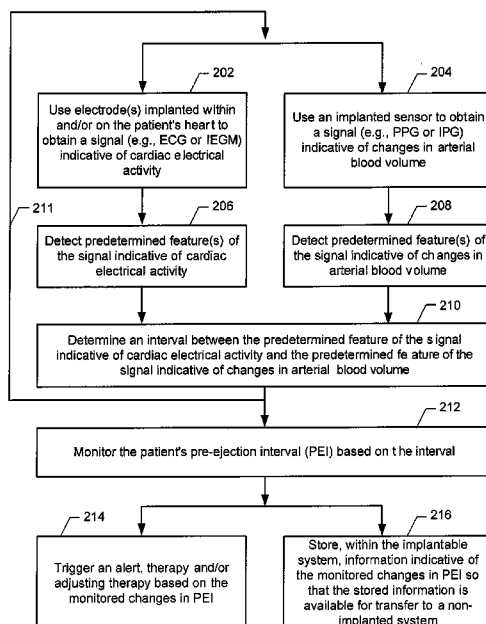 202
Use electrode(s) implanted within
and/or on the patient's heart to
obtain a signal (e.g., ECG or IEGM)
indicative of cardiac electrical
activity
204
Use an implanted sensor to obtain
a signal (e.g., PPG or IPG)
indicative of changes in arterial
blood volume
211
206
Detect predetermined feature(s) of
the signal indicative of cardiac
electrical activity
208
Detect predetermined feature(s) of
the signal indicative of changes in
arterial blood volume
210
Determine an interval between the predetermined feature of the signal
indicative of cardiac electrical activity and the predetermined feature of the
signal indicative of changes in arterial blood volume
212
Monitor the patient's pre-ejection interval (PEI) based on the interval
214
Trigger an alert, therapy and/or
adjusting therapy based on the
monitored changes in PEI
216
Store, within the implantable
system, information indicative of
the monitored changes in PEI so
that the stored information is
available for transfer to a non-
implanted system